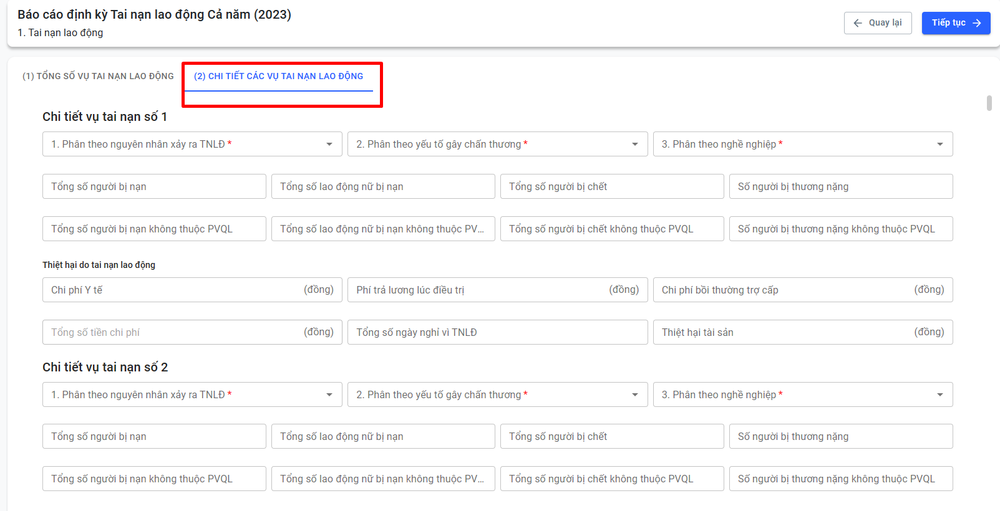 Báo cáo định kỳ Tai nạn lao động Cả năm (2023)
1. Tai nạn lao động
Quay lại
Tiếp tục
(1) TỔNG SỐ VỤ TAI NẠN LAO ĐỘNG
(2) CHI TIẾT CÁC VỤ TAI NẠN LAO ĐỘNG
Chi tiết vụ tai nạn số 1
1. Phân theo nguyên nhân xảy ra TNLĐ *
2. Phân theo yếu tố gây chấn thương *
3. Phân theo nghề nghiệp *
Tổng số người bị nạn
Tổng số lao động nữ bị nạn
Tổng số người bị chết
Số người bị thương nặng
Tổng số người bị nạn không thuộc PVQL
Tổng số lao động nữ bị nạn không thuộc PV...
Tổng số người bị chết không thuộc PVQL
Số người bị thương nặng không thuộc PVQL
Thiệt hại do tai nạn lao động
Chi phí Y tế (đồng)
Phí trả lương lúc điều trị (đồng)
Chi phí bồi thường trợ cấp (đồng)
Tổng số tiền chi phí (đồng)
Tổng số ngày nghỉ vì TNLĐ
Thiệt hại tài sản (đồng)
Chi tiết vụ tai nạn số 2
1. Phân theo nguyên nhân xảy ra TNLĐ *
2. Phân theo yếu tố gây chấn thương *
3. Phân theo nghề nghiệp *
Tổng số người bị nạn
Tổng số lao động nữ bị nạn
Tổng số người bị chết
Số người bị thương nặng
Tổng số người bị nạn không thuộc PVQL
Tổng số lao động nữ bị nạn không thuộc PV...
Tổng số người bị chết không thuộc PVQL
Số người bị thương nặng không thuộc PVQL